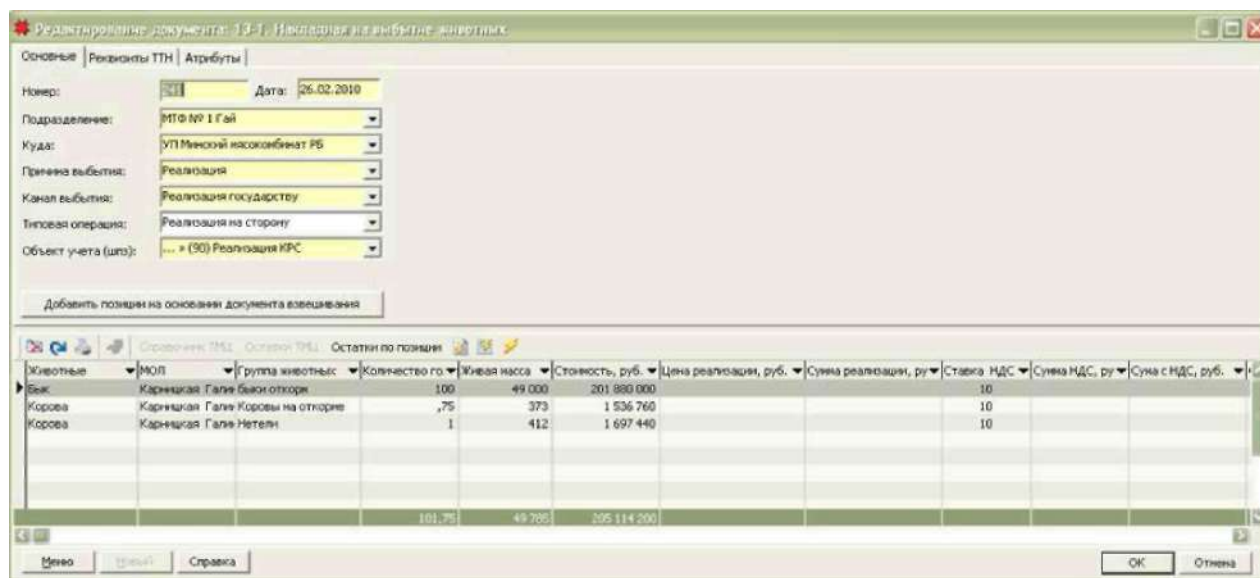 Редактирование документа: 13-1. Накладная на выбытие животных
Основные Реквизиты ТТН Атрибуты
Номер: 241 Дата: 26.02.2010
Подразделение: МТФ № 1 Гай
Куда: УП Минский мясокомбинат РБ
Причина выбытия: Реализация
Канал выбытия: Реализация государству
Типовая операция: Реализация на сторону
Объект учета (шпз): ... » (90) Реализация КРС
Добавить позиции на основании документа взвешивания
Справочник ТМЦ Остатки ТМЦ Остатки по позиции
Животные МОЛ Группа животных Количество го. Живая масса Стоимость, руб. Цена реализации, руб. Сумма реализации, ру Ставка НДС Сумма НДС, ру Сума с НДС, руб.
Бык Карницкая Гали быки откорм 100 49 000 201 880 000 10
Корова Карницкая Гали Коровы на откорме ,75 373 1 536 760 10
Корова Карницкая Гали Нетели 1 412 1 697 440 10
101,75 49 785 205 114 200
Меню Новый Справка OK Отмена